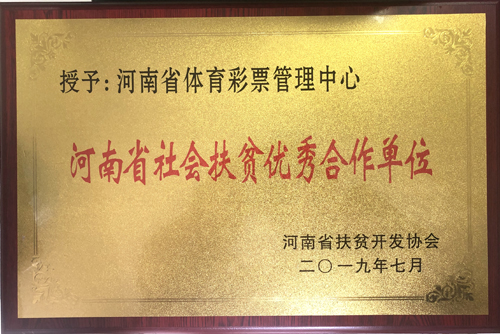 授予：河南省体育彩票管理中心
河南省社会扶贫优秀合作单位
河南省扶贫开发协会
二〇一九年七月